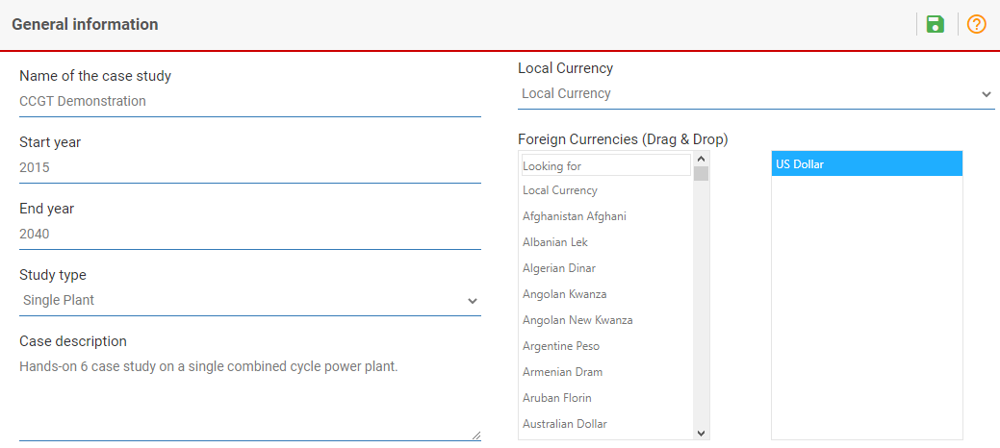 General information
Name of the case study
CCGT Demonstration
Start year
2015
End year
2040
Study type
Single Plant
Case description
Hands-on 6 case study on a single combined cycle power plant.
Local Currency
Local Currency
Foreign Currencies (Drag & Drop)
Looking for
Local Currency
Afghanistan Afghani
Albanian Lek
Algerian Dinar
Angolan Kwanza
Angolan New Kwanza
Argentine Peso
Armenian Dram
Aruban Florin
Australian Dollar
US Dollar